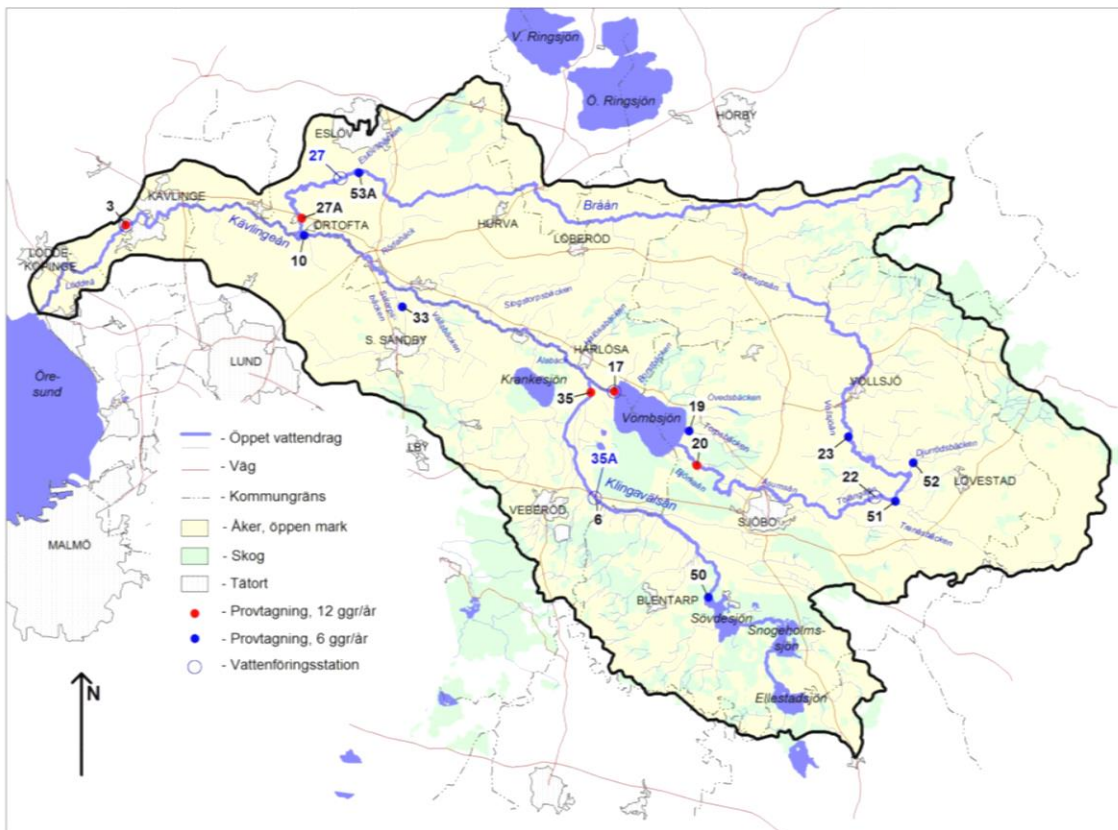 V. Ringsjön
Ö. Ringsjön
HÖRBY
ESLÖV
27
53A
Bråån
KÄVLINGE
3
27A
ÖRTOFTA
HURVA
LÖBERÖD
Kävlingeån
10
LÖDDE-
KÖPINGE
Löddeå
33
S. SANDBY
LUND
Öre-
sund
HARLÖSA
17
Krankesjön
35
Vombsjön
19
20
VOLLSJÖ
23
22
52
51
LÖVESTAD
SJÖBO
35A
Klingavälsån
VEBERÖD
6
50
BLENTARP
Sövdesjön
Snogeholms-
sjön
Ellestadsjön
MALMÖ
- Öppet vattendrag
- Väg
- Kommungräns
- Åker, öppen mark
- Skog
- Tätort
- Provtagning, 12 ggr/år
- Provtagning, 6 ggr/år
- Vattenföringsstation
N